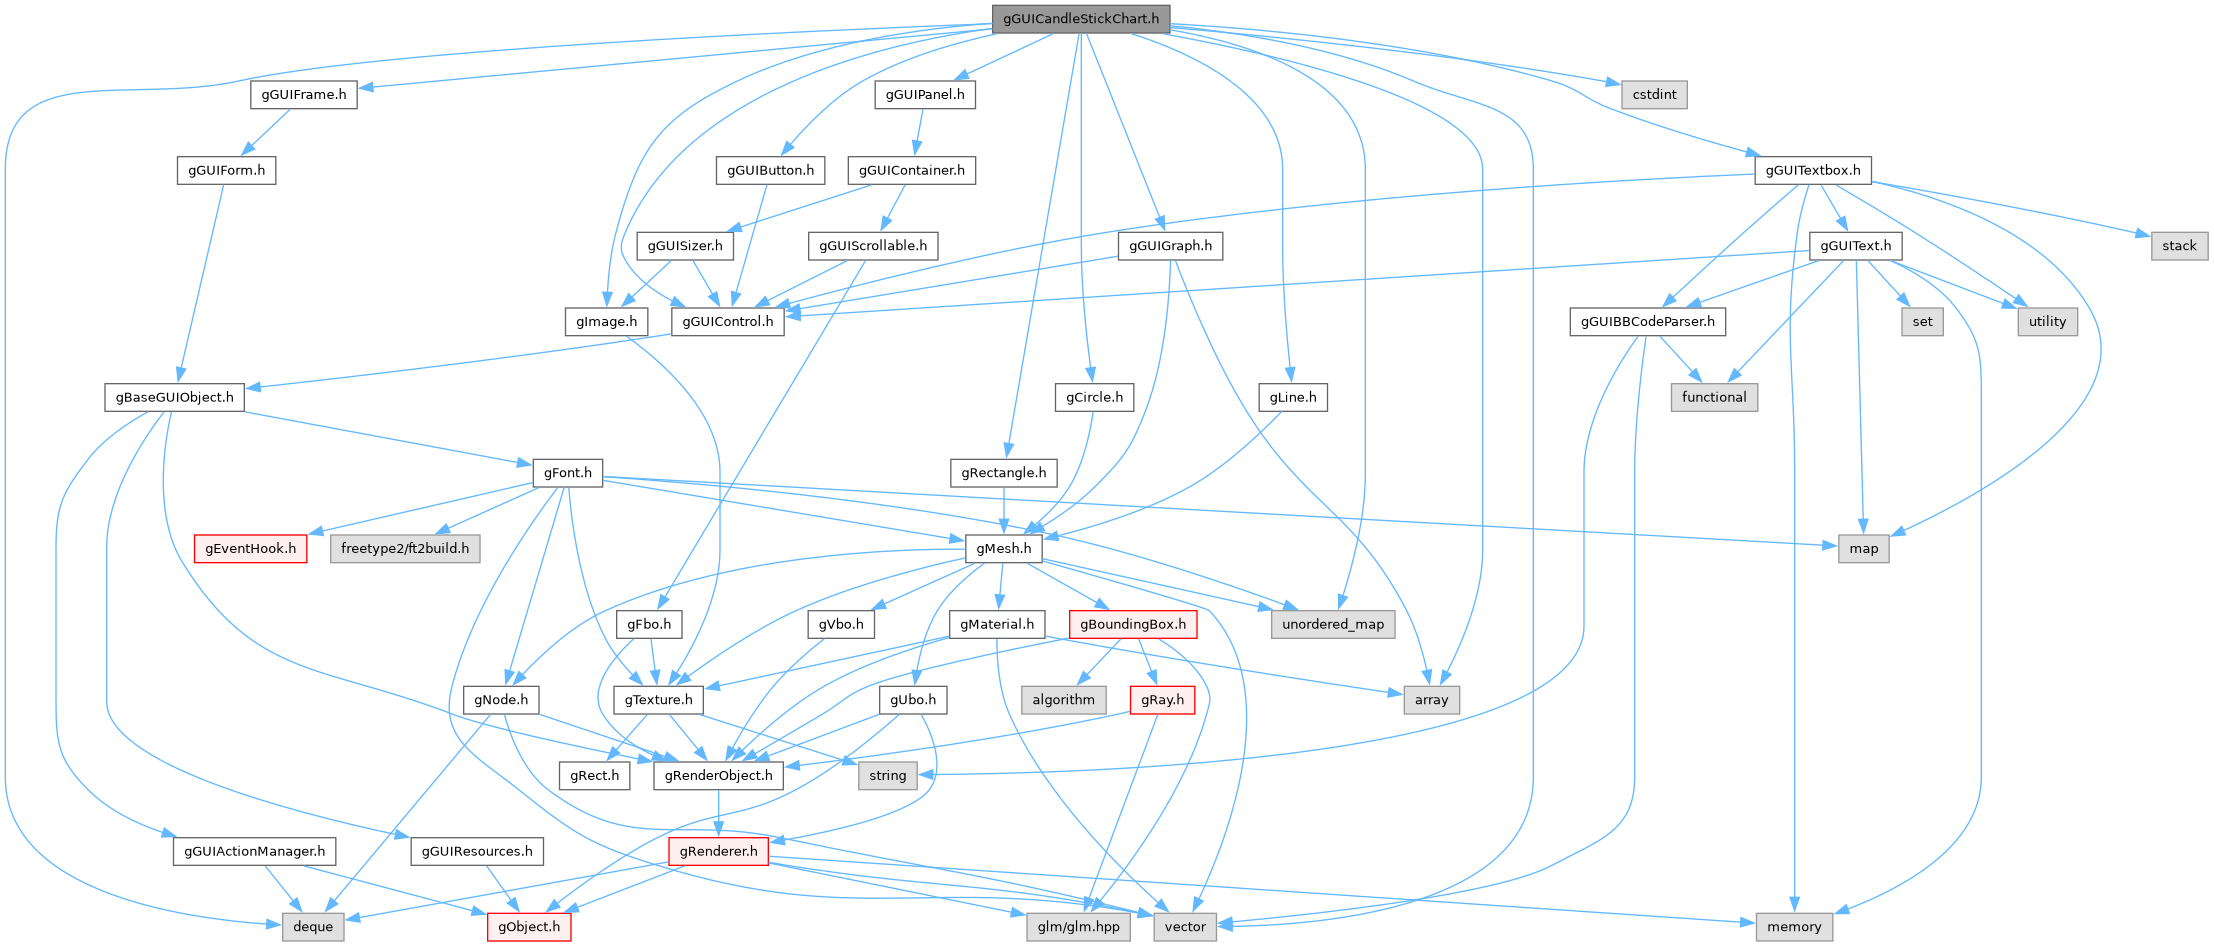 gGUICandleStickChart.h
gGUIFrame.h
gGUIPanel.h
cstdint
gGUIForm.h
gGUIButton.h
gGUIContainer.h
gGUITextbox.h
gGUISizer.h
gGUIScrollable.h
gGUIGraph.h
gGUIText.h
stack
gImage.h
gGUIControl.h
gGUIBBCodeParser.h
set
utility
gBaseGUIObject.h
gCircle.h
gLine.h
functional
gFont.h
gRectangle.h
gEventHook.h
freetype2/ft2build.h
gMesh.h
map
gFbo.h
gVbo.h
gMaterial.h
gBoundingBox.h
unordered_map
gNode.h
gTexture.h
gUbo.h
algorithm
gRay.h
array
gRect.h
gRenderObject.h
string
gGUIActionManager.h
gGUIResources.h
gRenderer.h
deque
gObject.h
glm/glm.hpp
vector
memory